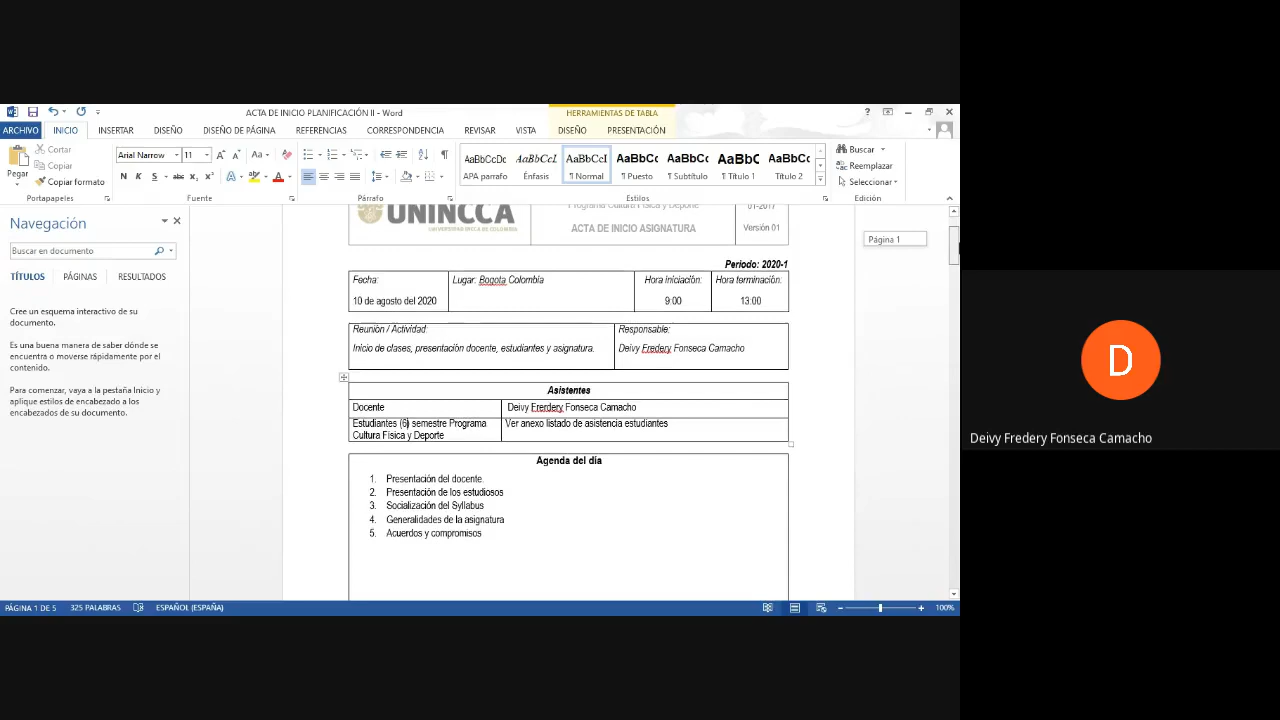 ACTA DE INICIO PLANIFICACIÓN II - Word
HERRAMIENTAS DE TABLA
ARCHIVO INICIO INSERTAR DISEÑO DISEÑO DE PÁGINA REFERENCIAS CORRESPONDENCIA REVISAR VISTA DISEÑO PRESENTACIÓN
Pegar
Cortar
Copiar
Copiar formato
Portapapeles
Arial Narrow 11
Fuente
Párrafo
AaBbCcDc AaBbCcL AaBbCcI AaBbCc AaBbCc AaBbC AaBbCc
APA parrafo Énfasis ¶ Normal ¶ Puesto ¶ Subtítulo ¶ Título 1 Título 2
Estilos
Buscar
Reemplazar
Seleccionar
Edición
Navegación
Buscar en documento
TÍTULOS PÁGINAS RESULTADOS
Cree un esquema interactivo de su
documento.
Es una buena manera de saber dónde se
encuentra o moverse rápidamente por el
contenido.
Para comenzar, vaya a la pestaña Inicio y
aplique estilos de encabezado a los
encabezados de su documento.
UNINCCA
UNIVERSIDAD INCCA DE COLOMBIA
Programa Cultura Física y Deporte
ACTA DE INICIO ASIGNATURA
01-2017
Versión 01
Página 1
Periodo: 2020-1
Fecha: Lugar: Bogota Colombia Hora iniciación: Hora terminación:
10 de agosto del 2020 9:00 13:00
Reunión / Actividad: Responsable:
Inicio de clases, presentación docente, estudiantes y asignatura. Deivy Fredery Fonseca Camacho
Asistentes
Docente Deivy Frerdery Fonseca Camacho
Estudiantes (6) semestre Programa Ver anexo listado de asistencia estudiantes
Cultura Física y Deporte
Agenda del día
1. Presentación del docente.
2. Presentación de los estudiosos
3. Socialización del Syllabus
4. Generalidades de la asignatura
5. Acuerdos y compromisos
PÁGINA 1 DE 5 325 PALABRAS ESPAÑOL (ESPAÑA)
100%
D
Deivy Fredery Fonseca Camacho